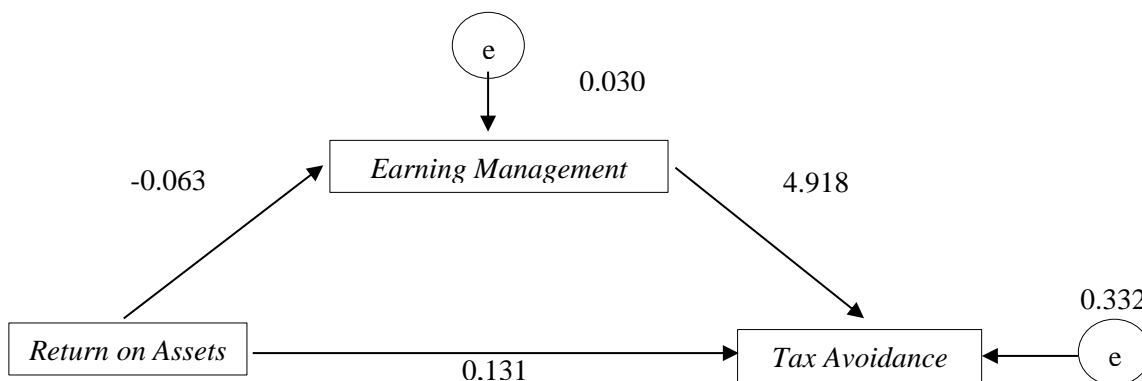 e
0.030
Earning Management
-0.063
4.918
0.332
Return on Assets
0,131
Tax Avoidance
e